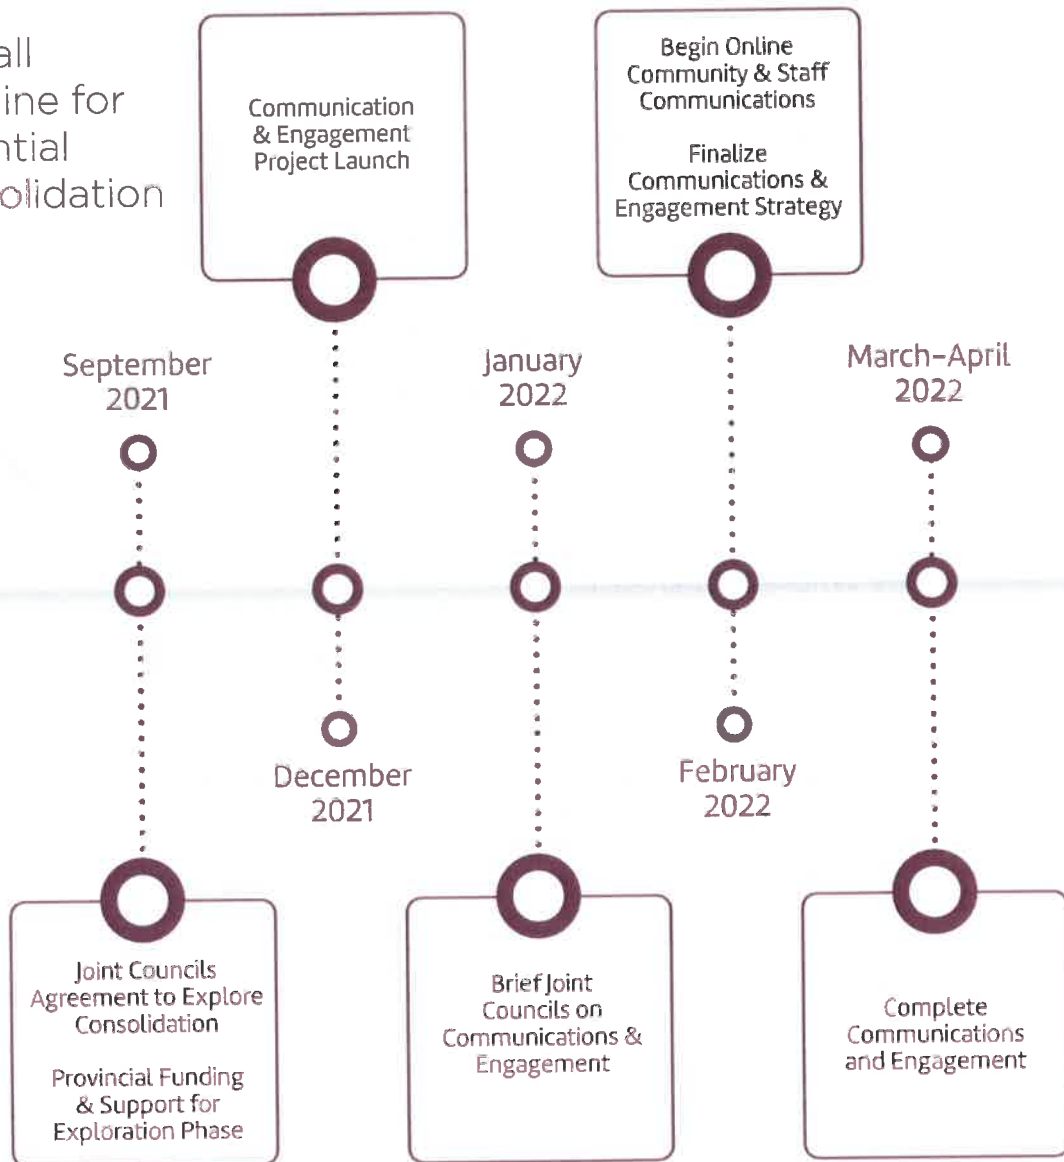 all
line for
ntial
olidation
Communication
& Engagement
Project Launch
Begin Online
Community & Staff
Communications
Finalize
Communications &
Engagement Strategy
September
2021
January
2022
March–April
2022
December
2021
February
2022
Joint Councils
Agreement to Explore
Consolidation
Provincial Funding
& Support for
Exploration Phase
Brief Joint
Councils on
Communications &
Engagement
Complete
Communications
and Engagement